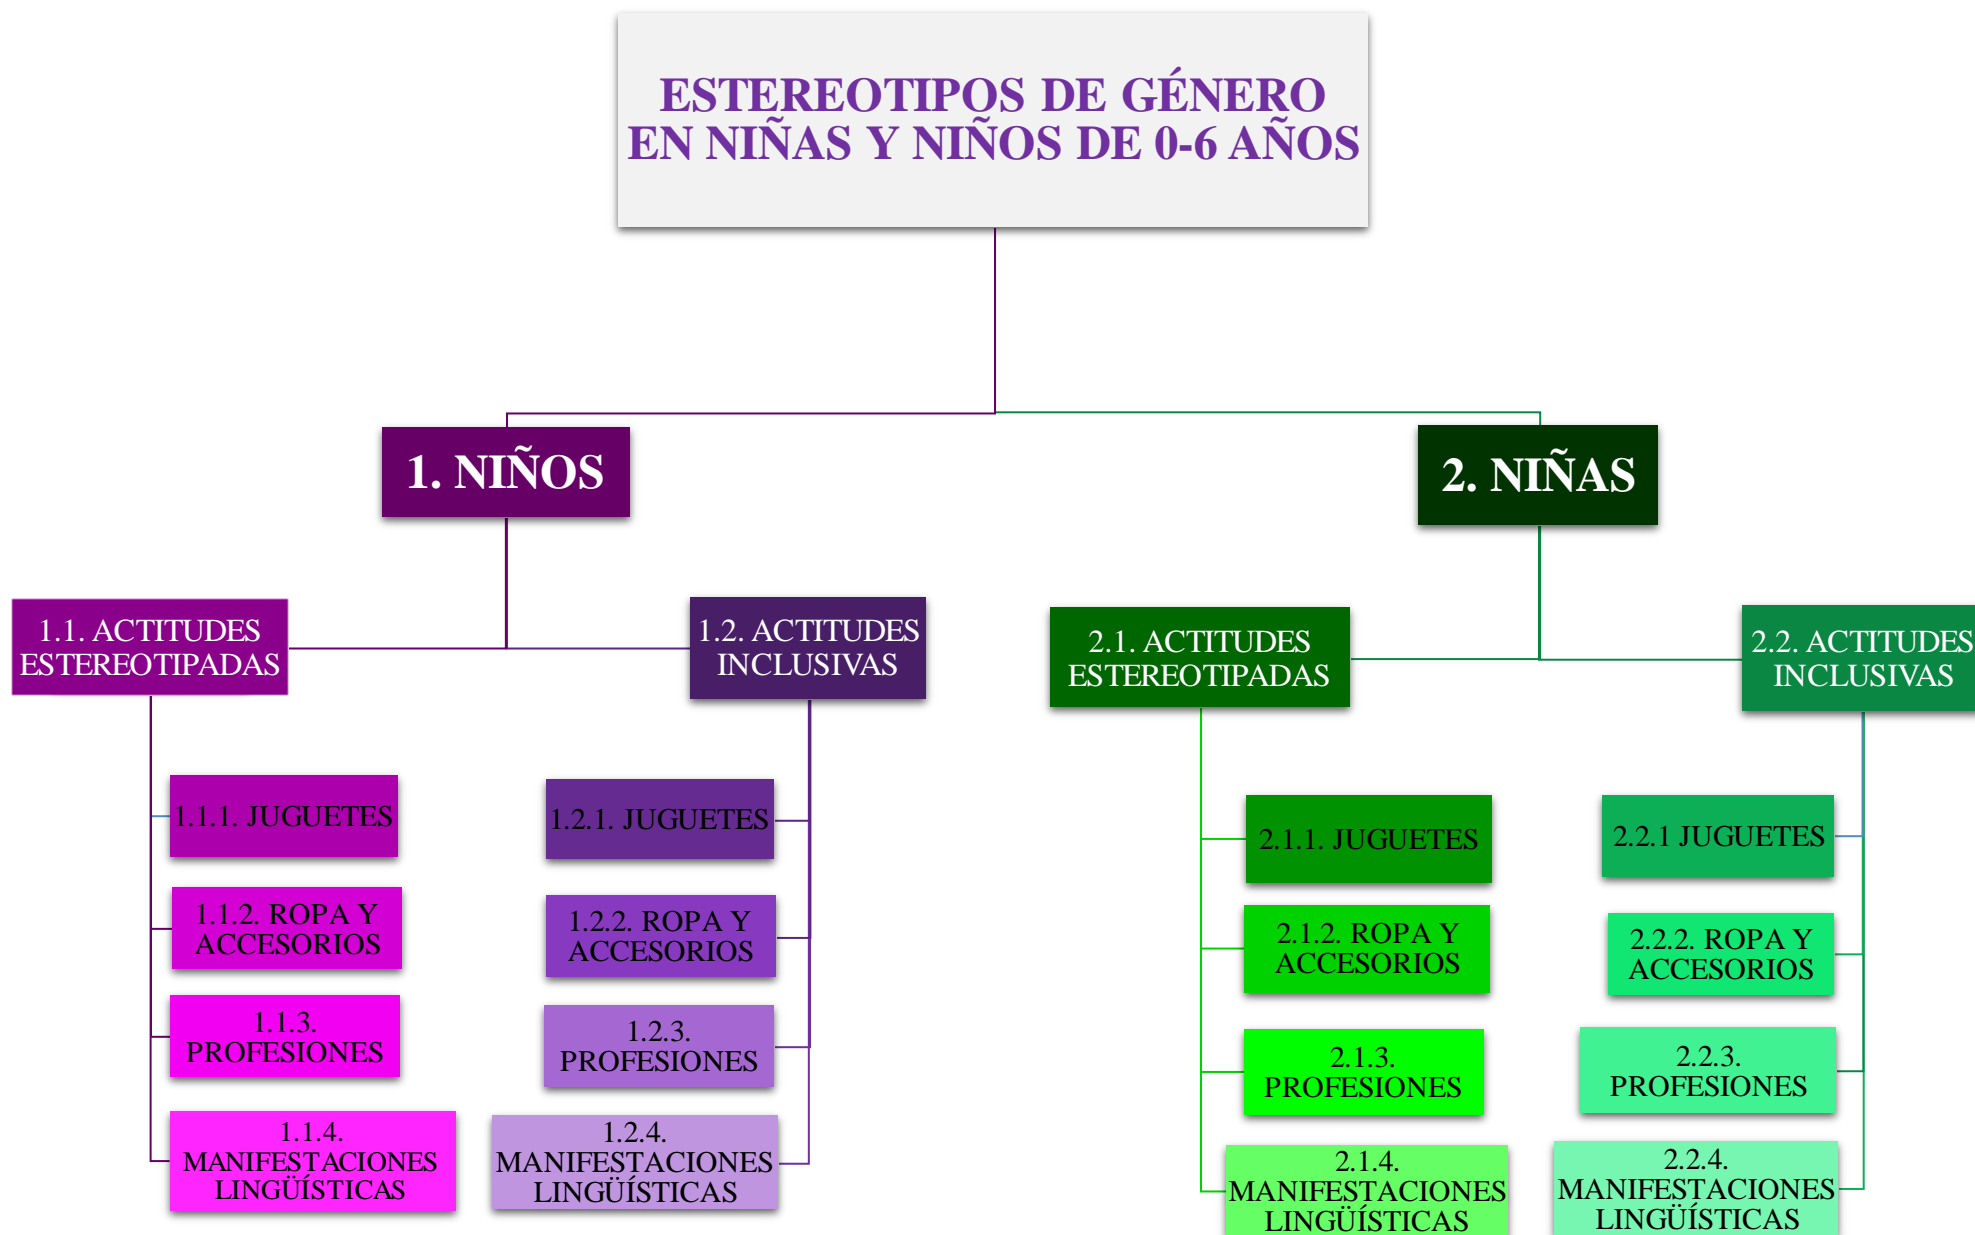 ESTEREOTIPOS DE GÉNERO
EN NIÑAS Y NIÑOS DE 0-6 AÑOS
1. NIÑOS
2. NIÑAS
1.1. ACTITUDES
ESTEREOTIPADAS
1.2. ACTITUDES
INCLUSIVAS
2.1. ACTITUDES
ESTEREOTIPADAS
2.2. ACTITUDES
INCLUSIVAS
1.1.1. JUGUETES
1.1.2. ROPA Y
ACCESORIOS
1.1.3.
PROFESIONES
1.1.4.
MANIFESTACIONES
LINGÜÍSTICAS
1.2.1. JUGUETES
1.2.2. ROPA Y
ACCESORIOS
1.2.3.
PROFESIONES
1.2.4.
MANIFESTACIONES
LINGÜÍSTICAS
2.1.1. JUGUETES
2.1.2. ROPA Y
ACCESORIOS
2.1.3.
PROFESIONES
2.1.4.
MANIFESTACIONES
LINGÜÍSTICAS
2.2.1 JUGUETES
2.2.2. ROPA Y
ACCESORIOS
2.2.3.
PROFESIONES
2.2.4.
MANIFESTACIONES
LINGÜÍSTICAS